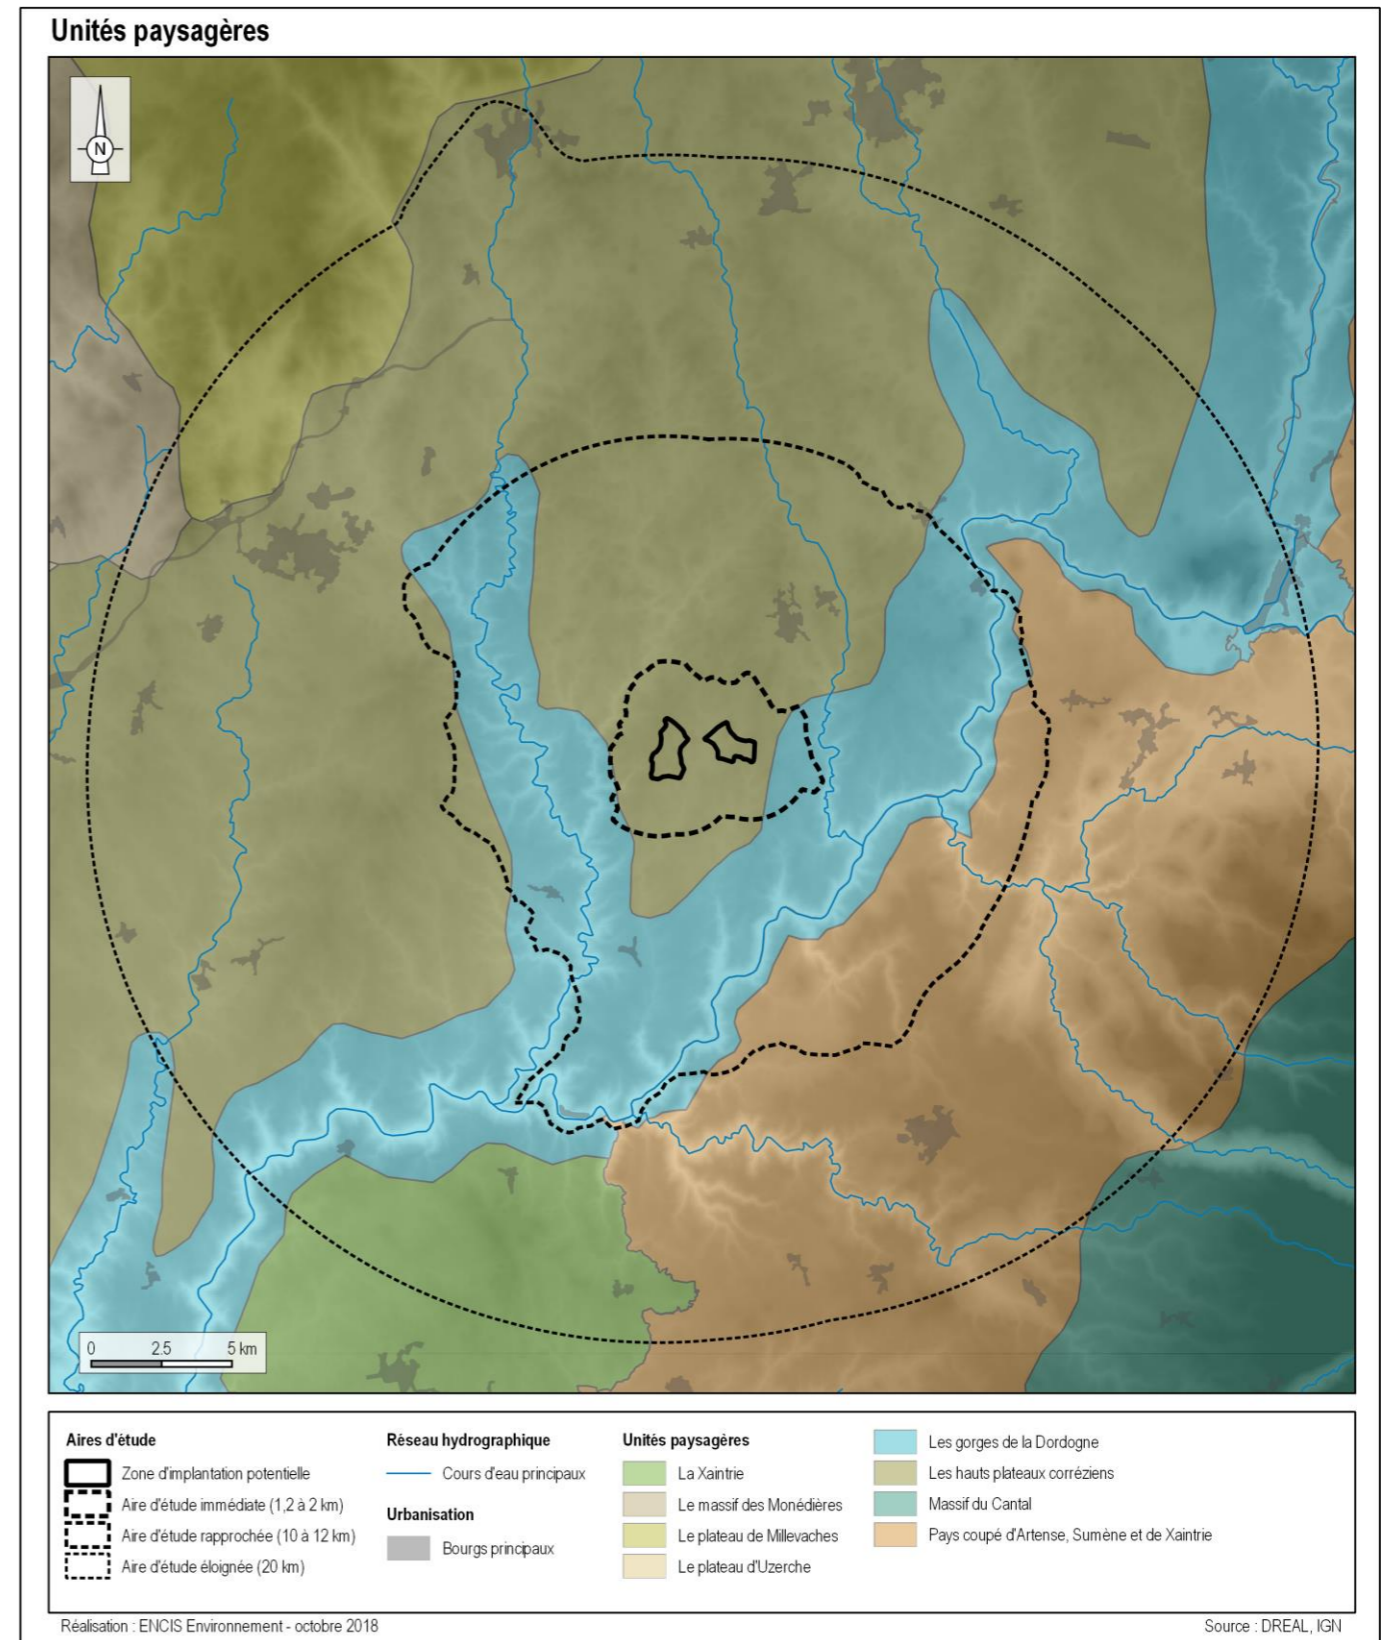 Unités paysagères
N
0 2.5 5 km
Aires d'étude
Zone d'implantation potentielle
Aire d'étude immédiate (1,2 à 2 km)
Aire d'étude rapprochée (10 à 12 km)
Aire d'étude éloignée (20 km)
Réseau hydrographique
Cours d'eau principaux
Urbanisation
Bourgs principaux
Unités paysagères
La Xaintrie
Le massif des Monédières
Le plateau de Millevaches
Le plateau d'Uzerche
Les gorges de la Dordogne
Les hauts plateaux corréziens
Massif du Cantal
Pays coupé d'Artense, Sumène et de Xaintrie
Réalisation : ENCIS Environnement - octobre 2018
Source : DREAL, IGN